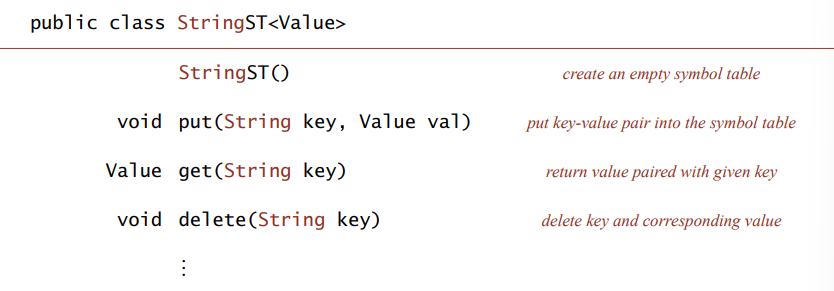 public class StringST<Value>
StringST() create an empty symbol table
void put(String key, Value val) put key-value pair into the symbol table
Value get(String key) return value paired with given key
void delete(String key) delete key and corresponding value
⋮